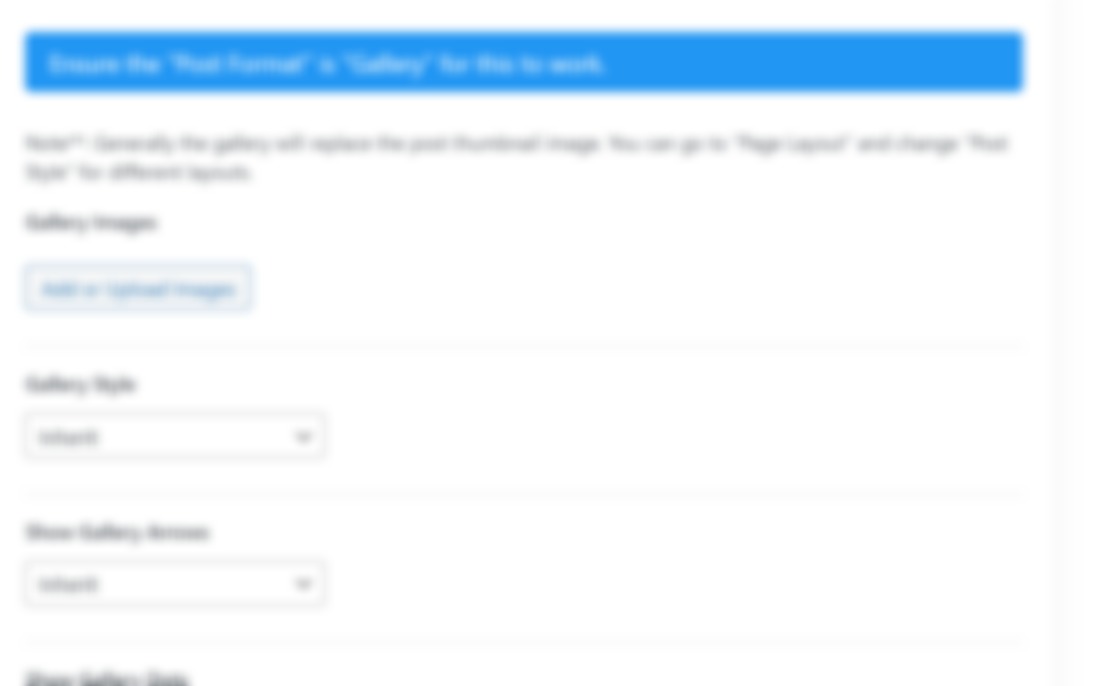 Ensure the "Post Format" is "Gallery" for this to work.
Note**: Generally the gallery will replace the post thumbnail image. You can go to "Page Layout" and change "Post
Style" for different layouts.
Gallery Images
Add or Upload Images
Gallery Style
Inherit
Show Gallery Arrows
Inherit
Show Gallery Dots